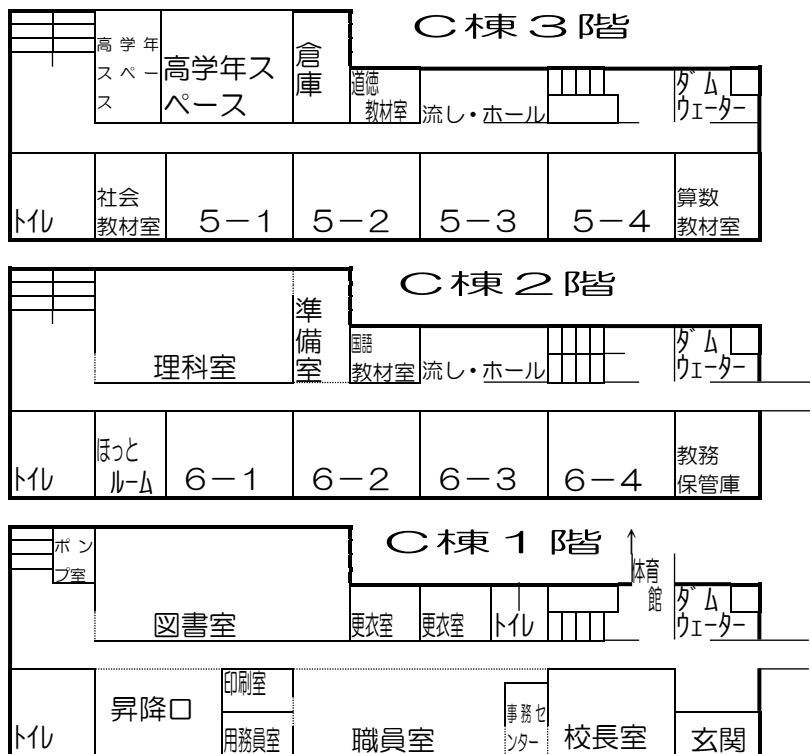 C棟3階
高学年
スペー
ス
高学年ス
ペース
倉
庫
道徳
教材室
流し・ホール
ダム
ウェーター
トイレ
社会
教材室
5-1
5-2
5-3
5-4
算数
教材室
C棟2階
理科室
準
備
室
国語
教材室
流し・ホール
ダム
ウェーター
トイレ
ほっと
ルーム
6-1
6-2
6-3
6-4
教務
保管庫
C棟1階
ポン
プ室
図書室
更衣室
更衣室
トイレ
体育
館
ダム
ウェーター
トイレ
昇降口
印刷室
用務員室
職員室
事務セ
ンター
校長室
玄関